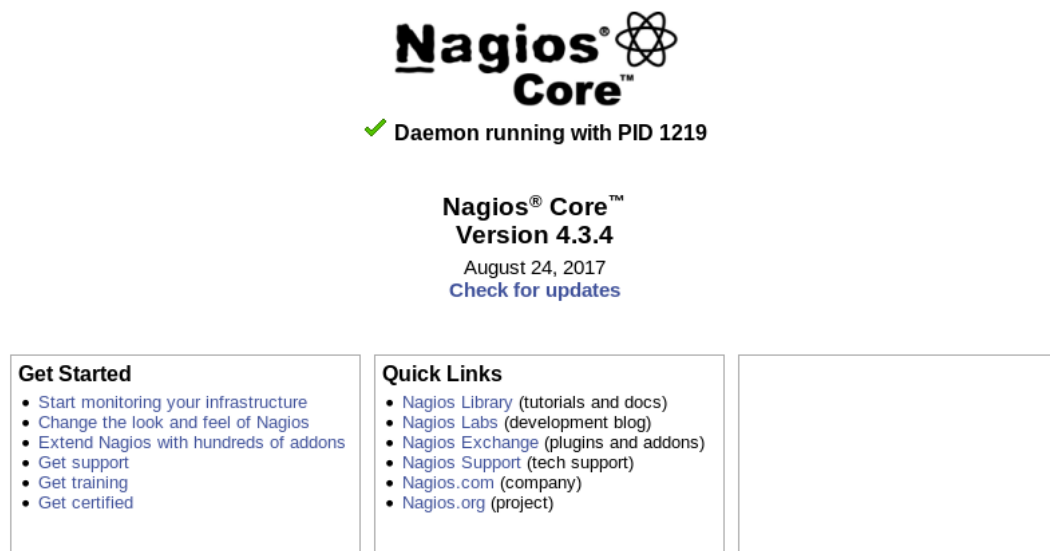 Nagios®
Core™
Daemon running with PID 1219
Nagios® Core™
Version 4.3.4
August 24, 2017
Check for updates
Get Started
Start monitoring your infrastructure
Change the look and feel of Nagios
Extend Nagios with hundreds of addons
Get support
Get training
Get certified
Quick Links
Nagios Library (tutorials and docs)
Nagios Labs (development blog)
Nagios Exchange (plugins and addons)
Nagios Support (tech support)
Nagios.com (company)
Nagios.org (project)